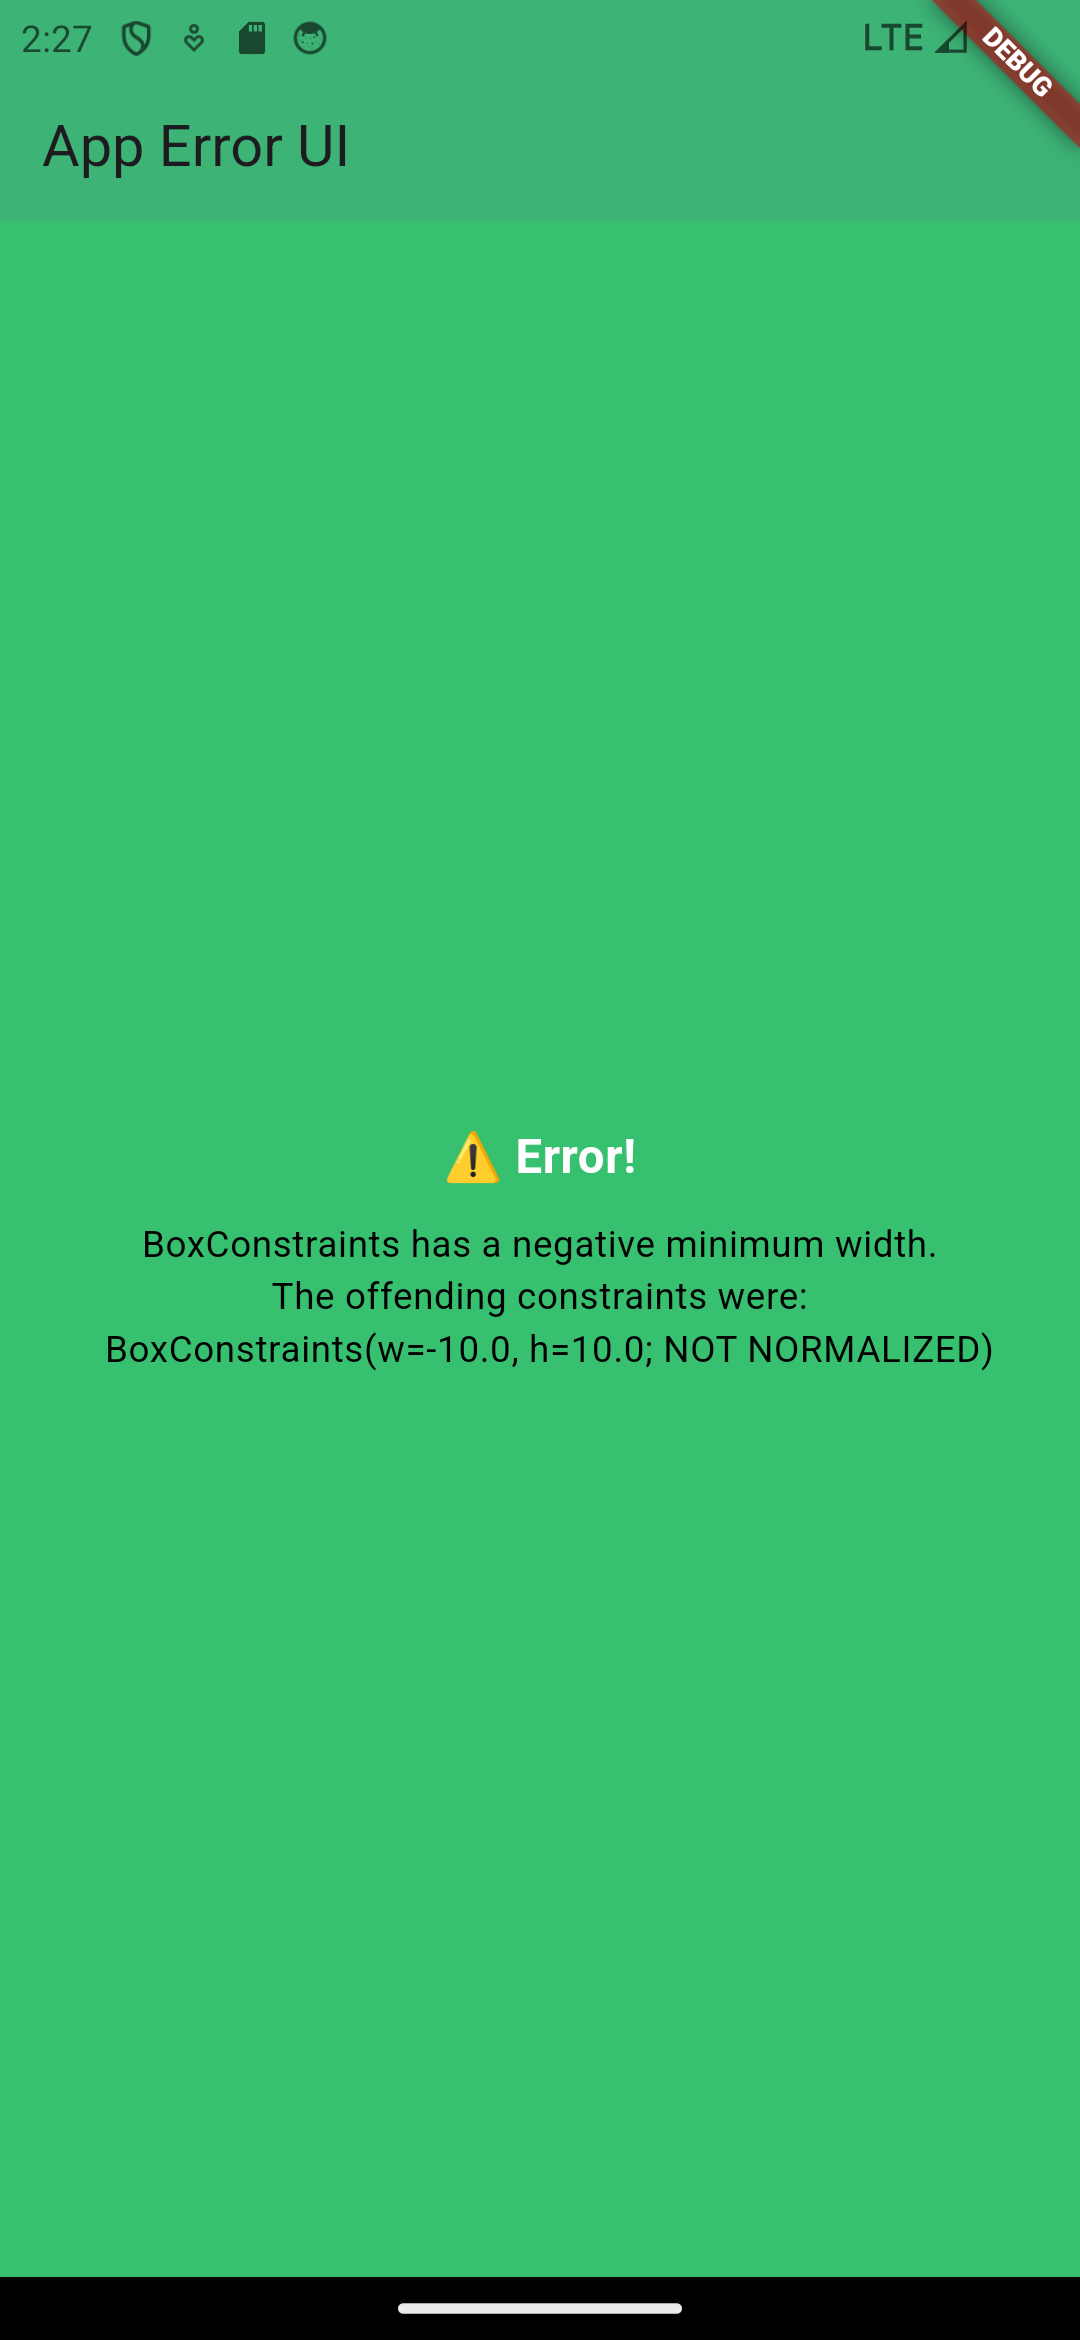 2:27
LTE
DEBUG
App Error UI
⚠️ Error!
BoxConstraints has a negative minimum width.
The offending constraints were:
BoxConstraints(w=-10.0, h=10.0; NOT NORMALIZED)